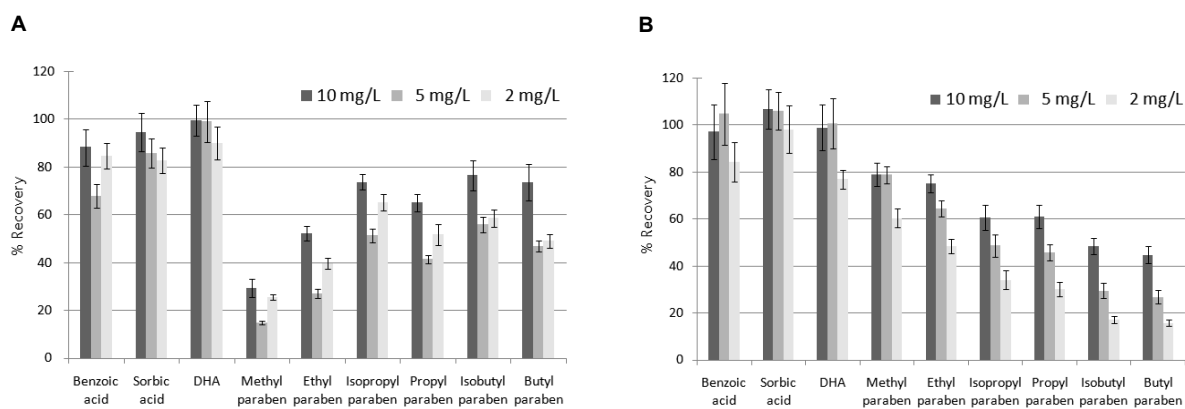 A
120
100
80
60
40
20
0
% Recovery
10 mg/L 5 mg/L 2 mg/L
Benzoic Sorbic DHA Methyl Ethyl Isopropyl Propyl Isobutyl Butyl
acid acid paraben paraben paraben paraben paraben paraben
B
120
100
80
60
40
20
0
% Recovery
10 mg/L 5 mg/L 2 mg/L
Benzoic Sorbic DHA Methyl Ethyl Isopropyl Propyl Isobutyl Butyl
acid acid paraben paraben paraben paraben paraben paraben